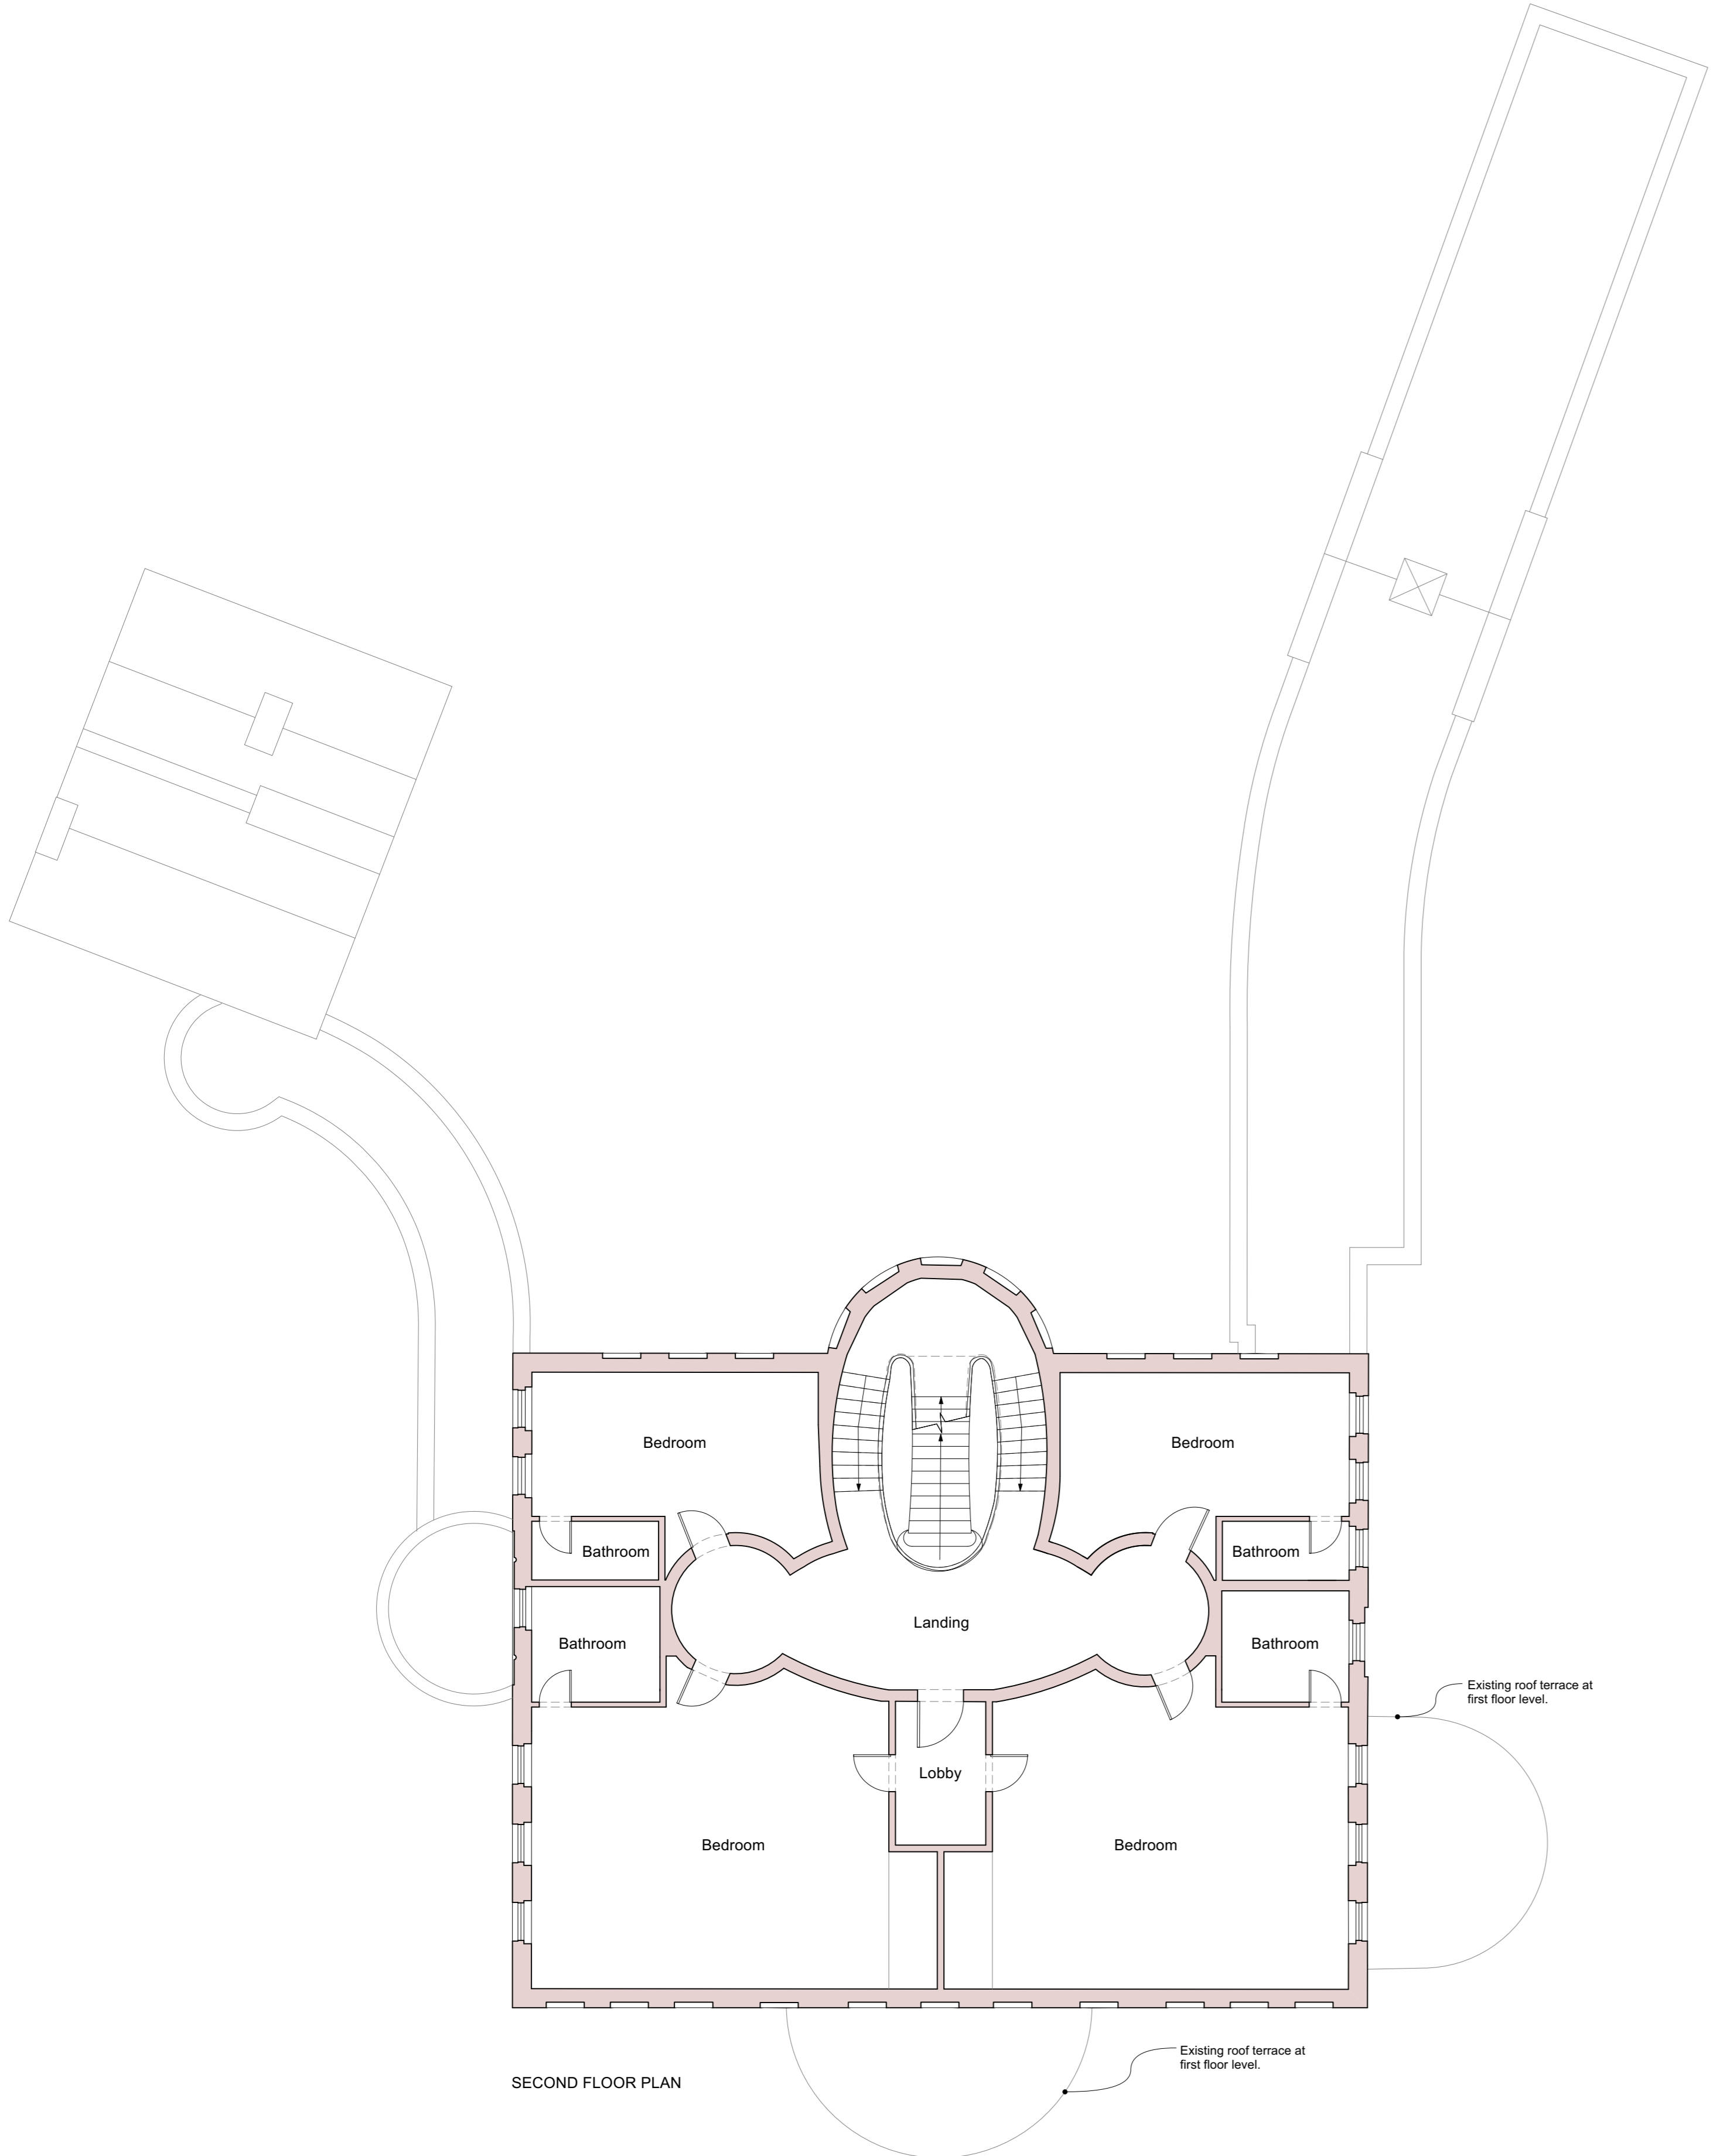 Bedroom
Bedroom
Bathroom
Bathroom
Landing
Bathroom
Bathroom
Existing roof terrace at
first floor level.
Lobby
Bedroom
Bedroom
Existing roof terrace at
first floor level.
SECOND FLOOR PLAN